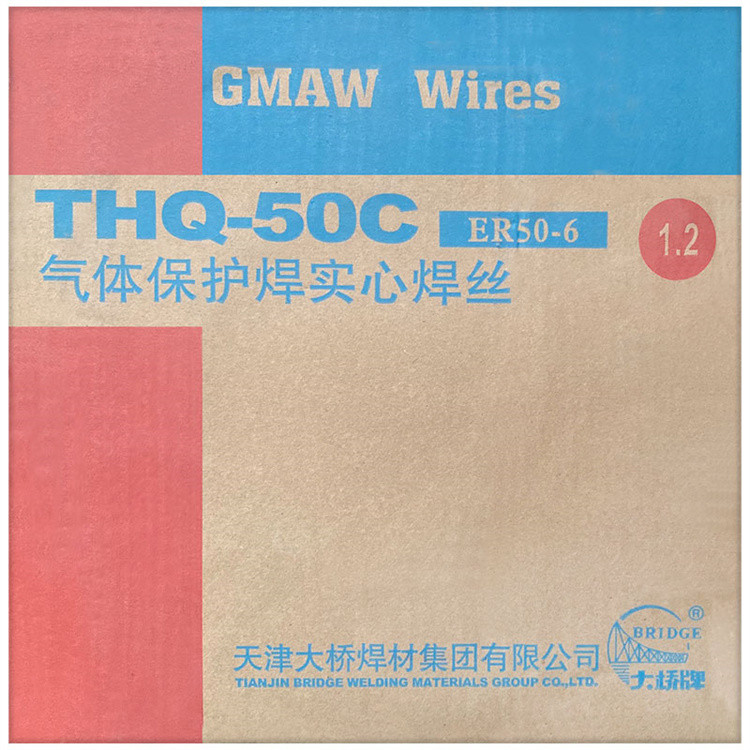 GMAW Wires
THQ-50C ER50-6 1.2
气体保护焊实心焊丝
®
BRIDGE
天津大桥焊材集团有限公司
TIANJIN BRIDGE WELDING MATERIALS GROUP CO.,LTD.
大桥牌